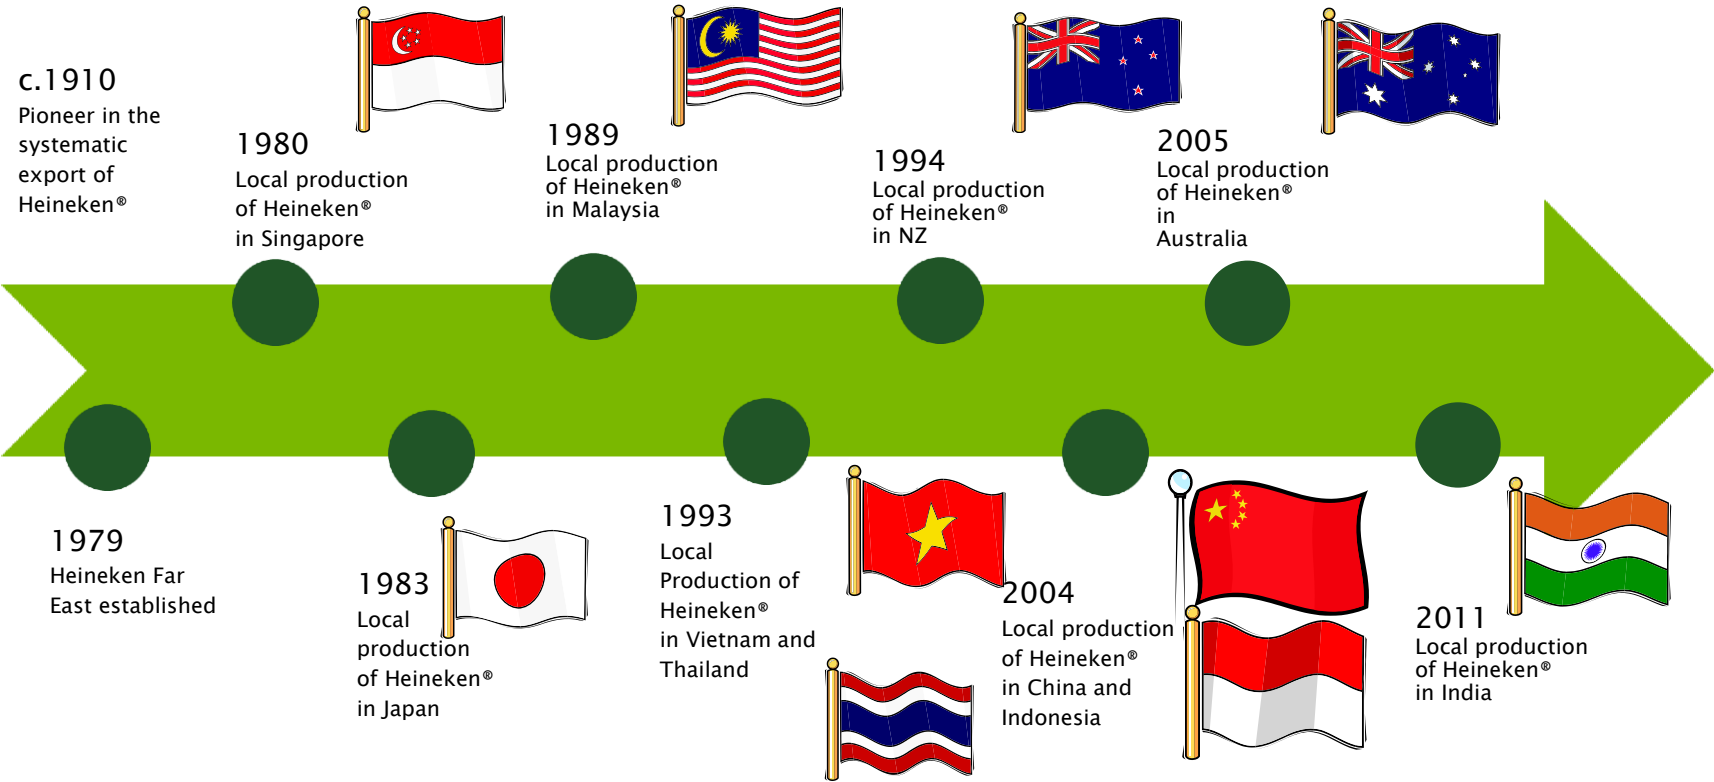 c.1910
Pioneer in the
systematic
export of
Heineken®
1980
Local production
of Heineken®
in Singapore
1989
Local production
of Heineken®
in Malaysia
1994
Local production
of Heineken®
in NZ
2005
Local production
of Heineken®
in
Australia
1979
Heineken Far
East established
1983
Local
production
of Heineken®
in Japan
1993
Local
Production of
Heineken®
in Vietnam and
Thailand
2004
Local production
of Heineken®
in China and
Indonesia
2011
Local production
of Heineken®
in India